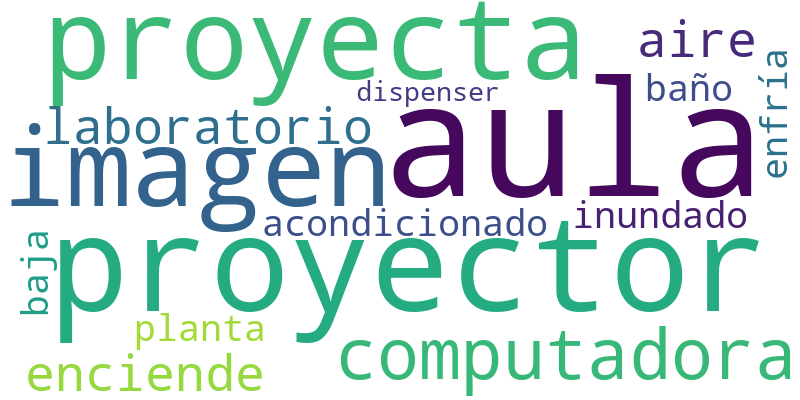 proyecta
aire
dispenser
baño
enfría
laboratorio
aula
imagen
acondicionado
inundado
baja
proyector
planta
computadora
enciende